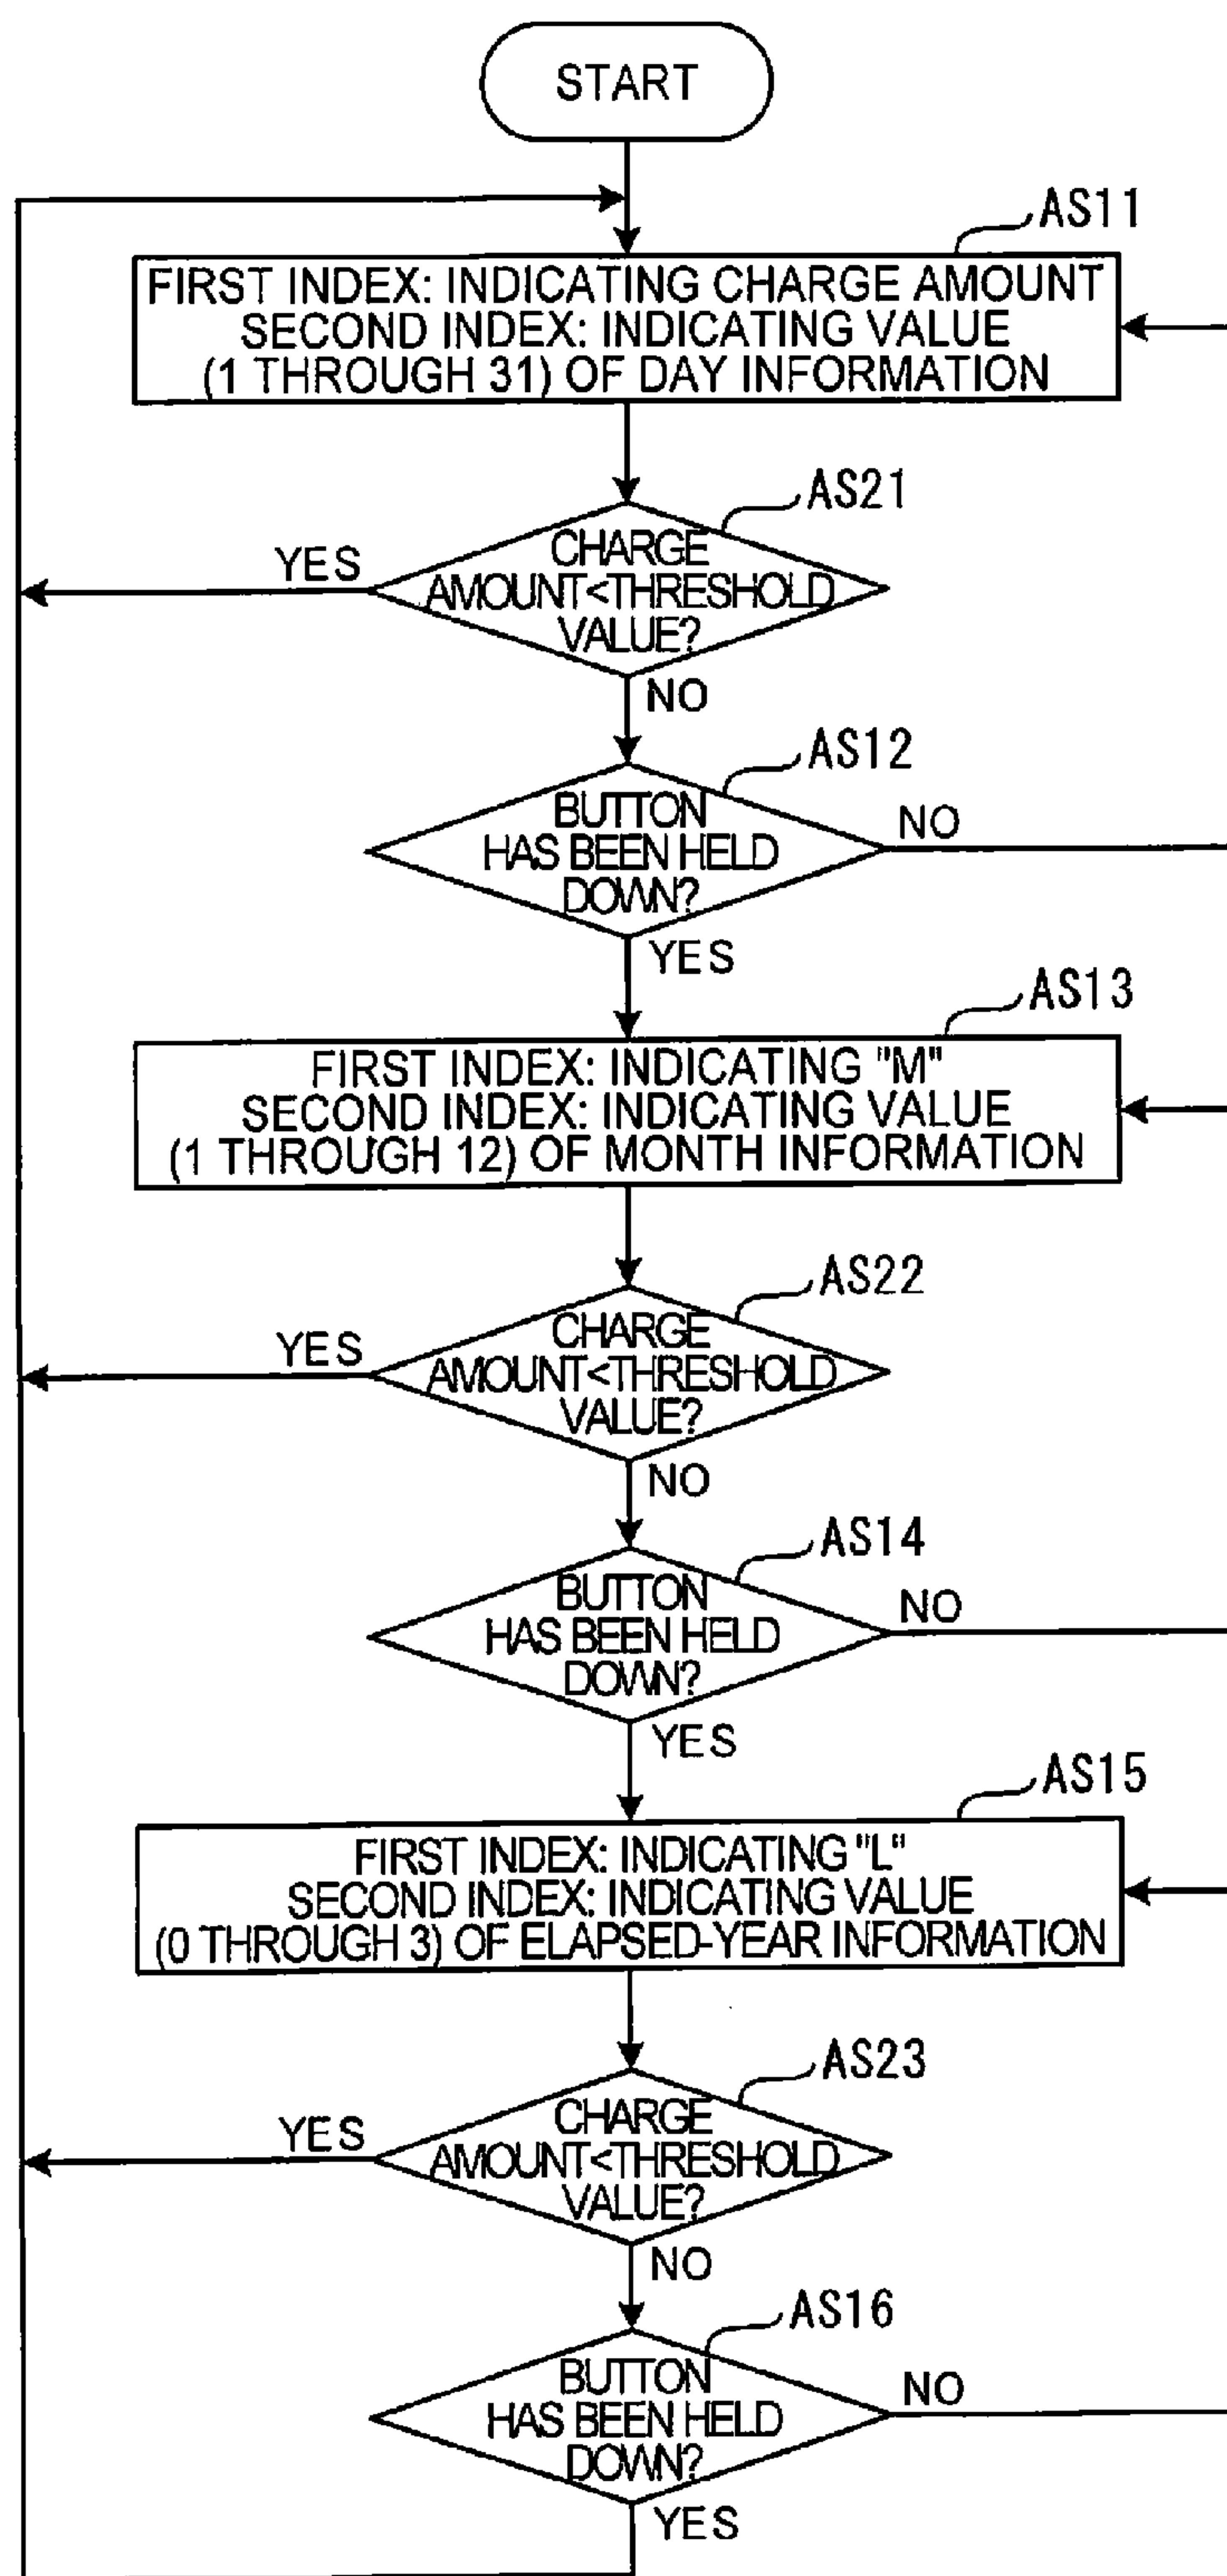 START
AS11
FIRST INDEX: INDICATING CHARGE AMOUNT
SECOND INDEX: INDICATING VALUE
(1 THROUGH 31) OF DAY INFORMATION
AS21
CHARGE
AMOUNT<THRESHOLD
VALUE?
YES
NO
AS12
BUTTON
HAS BEEN HELD
DOWN?
NO
YES
AS13
FIRST INDEX: INDICATING "M"
SECOND INDEX: INDICATING VALUE
(1 THROUGH 12) OF MONTH INFORMATION
AS22
CHARGE
AMOUNT<THRESHOLD
VALUE?
YES
NO
AS14
BUTTON
HAS BEEN HELD
DOWN?
NO
YES
AS15
FIRST INDEX: INDICATING "L"
SECOND INDEX: INDICATING VALUE
(0 THROUGH 3) OF ELAPSED-YEAR INFORMATION
AS23
CHARGE
AMOUNT<THRESHOLD
VALUE?
YES
NO
AS16
BUTTON
HAS BEEN HELD
DOWN?
NO
YES